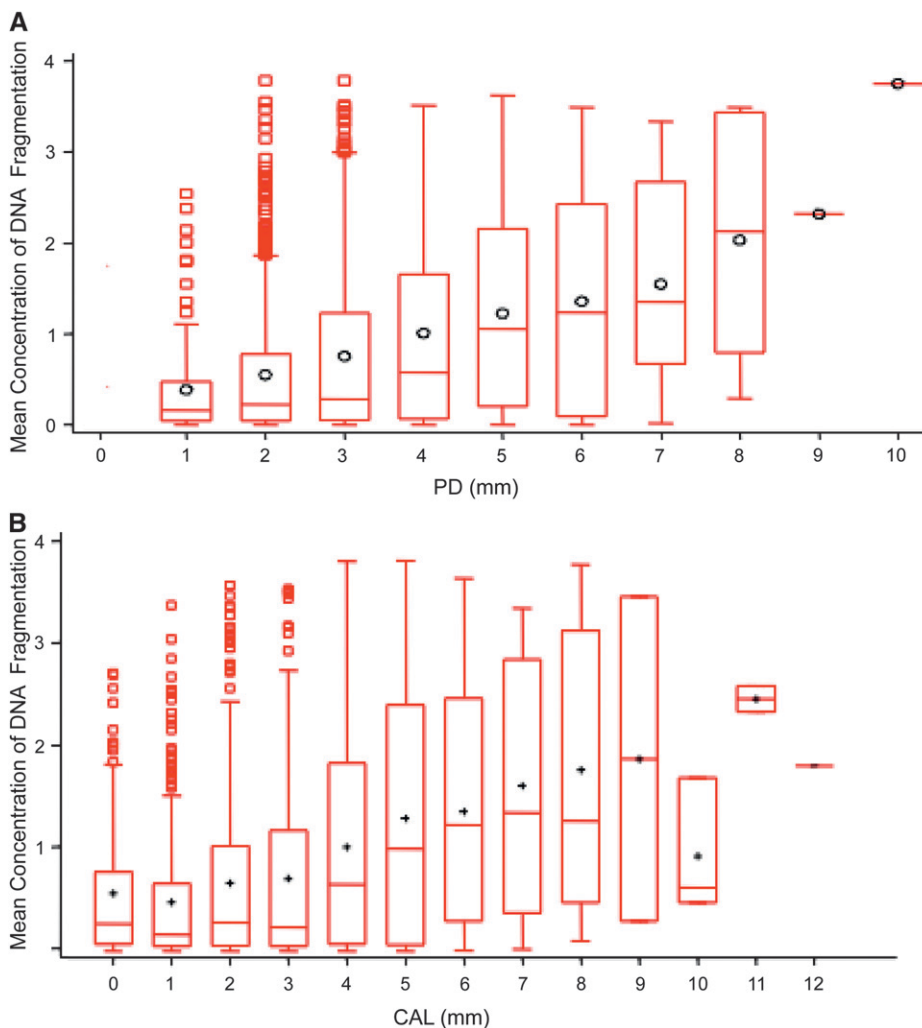 A
Mean Concentration of DNA Fragmentation
4
3
2
1
0
0 1 2 3 4 5 6 7 8 9 10
PD (mm)
B
Mean Concentration of DNA Fragmentation
4
3
2
1
0 1 2 3 4 5 6 7 8 9 10 11 12
CAL (mm)